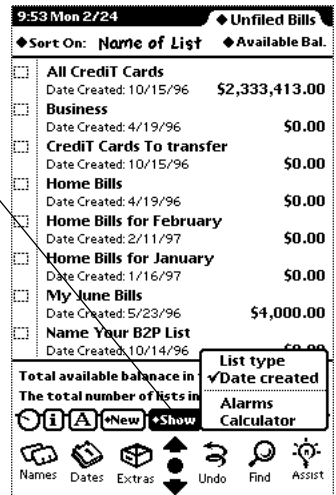 9:53 Mon 2/24 ◆Unfiled Bills
◆Sort On: Name of List ◆Available Bal.
All CrediT Cards
Date Created: 10/15/96 $2,333,413.00
Business
Date Created: 4/19/96 $0.00
CrediT Cards To transfer
Date Created: 10/15/96 $0.00
Home Bills
Date Created: 4/19/96 $0.00
Home Bills for February
Date Created: 2/11/97 $0.00
Home Bills for January
Date Created: 1/16/97 $0.00
My June Bills
Date Created: 5/23/96 $4,000.00
Name Your B2P List
Date Created: 10/14/96 $0.00
List type
✓Date created
Alarms
Calculator
Total available balanace in
The total number of lists in
i A ◆New ◆Show
Names Dates Extras Undo Find Assist